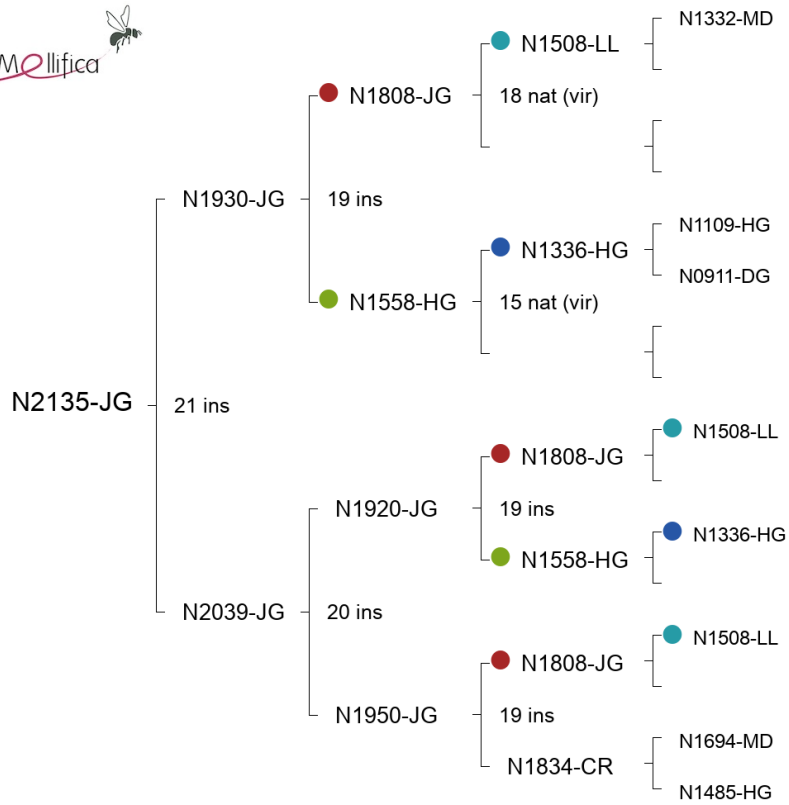 Mellifica
N1332-MD
N1508-LL
N1808-JG
18 nat (vir)
N1930-JG
19 ins
N1109-HG
N1336-HG
N0911-DG
N1558-HG
15 nat (vir)
N2135-JG
21 ins
N1508-LL
N1808-JG
N1920-JG
19 ins
N1336-HG
N1558-HG
N2039-JG
20 ins
N1508-LL
N1808-JG
N1950-JG
19 ins
N1694-MD
N1834-CR
N1485-HG